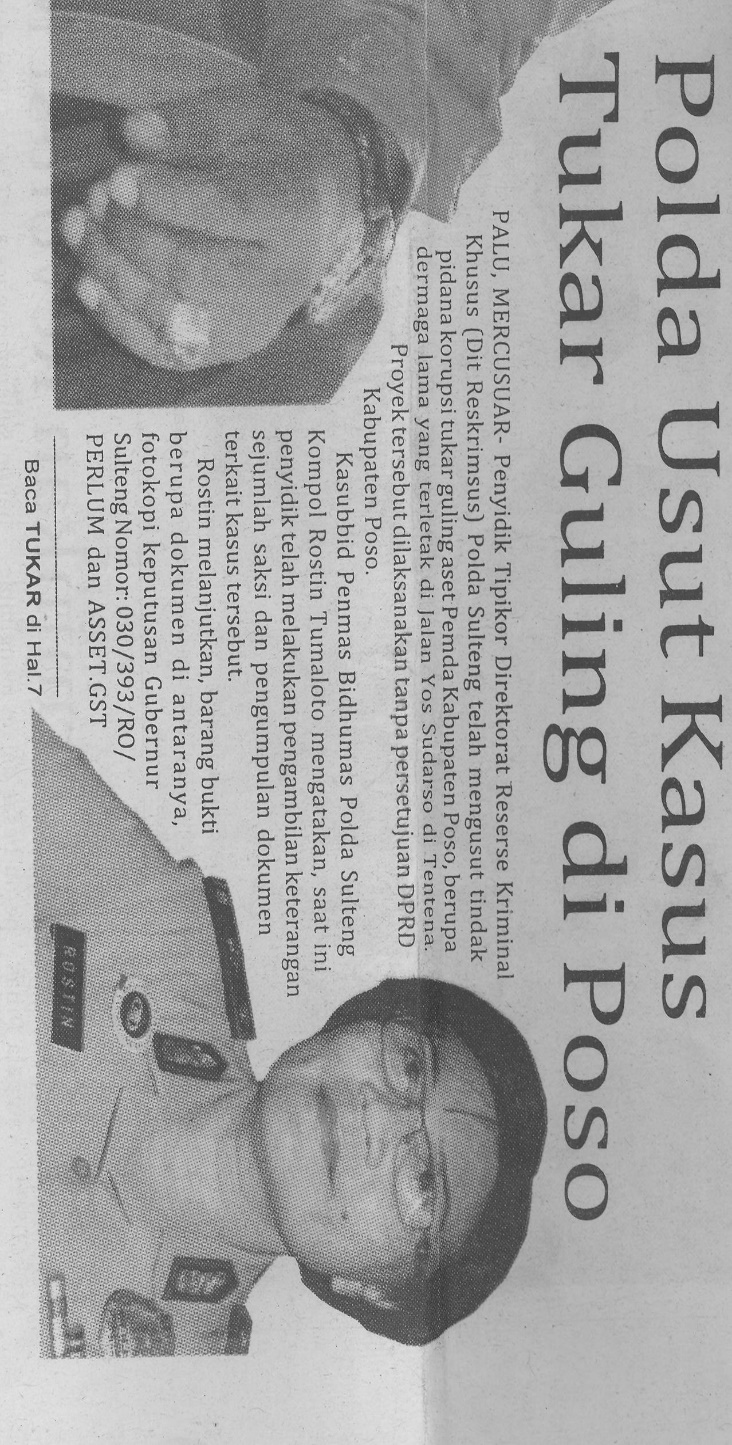 Polda Usut Kasus
Tukar Guling di Poso
PALU, MERCUSUAR- Penyidik Tipikor Direktorat Reserse Kriminal
Khusus (Dit Reskrimsus) Polda Sulteng telah mengusut tindak
pidana korupsi tukar guling aset Pemda Kabupaten Poso, berupa
dermaga lama yang terletak di Jalan Yos Sudarso di Tentena.
Proyek tersebut dilaksanakan tanpa persetujuan DPRD
Kabupaten Poso.
Kasubbid Penmas Bidhumas Polda Sulteng
Kompol Rostin Tumaloto mengatakan, saat ini
penyidik telah melakukan pengambilan keterangan
sejumlah saksi dan pengumpulan dokumen
terkait kasus tersebut.
Rostin melanjutkan, barang bukti
berupa dokumen di antaranya,
fotokopi keputusan Gubernur
Sulteng Nomor: 030/393/RO/
PERLUM dan ASSET.GST
Baca TUKAR di Hal.7
ROSTIN